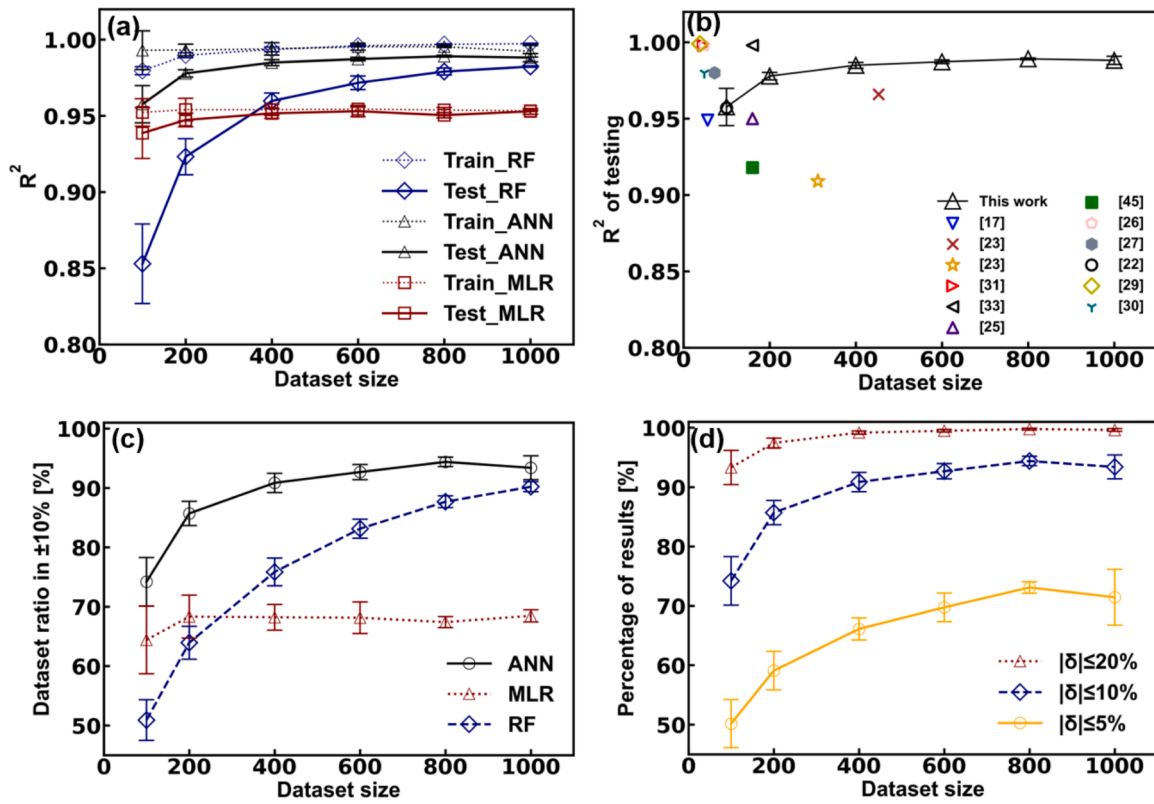 (a)
1.00
0.95
0.90
0.85
0.80
R²
Train_RF
Test_RF
Train_ANN
Test_ANN
Train_MLR
Test_MLR
0 200 400 600 800 1000
Dataset size
(b)
1.00
0.95
0.90
0.85
0.80
R² of testing
This work
[17]
[23]
[23]
[31]
[33]
[25]
[45]
[26]
[27]
[22]
[29]
[30]
0 200 400 600 800 1000
Dataset size
(c)
100
90
80
70
60
50
Dataset ratio in ±10% [%]
ANN
MLR
RF
0 200 400 600 800 1000
Dataset size
(d)
100
90
80
70
60
50
Percentage of results [%]
|δ|≤20%
|δ|≤10%
|δ|≤5%
0 200 400 600 800 1000
Dataset size